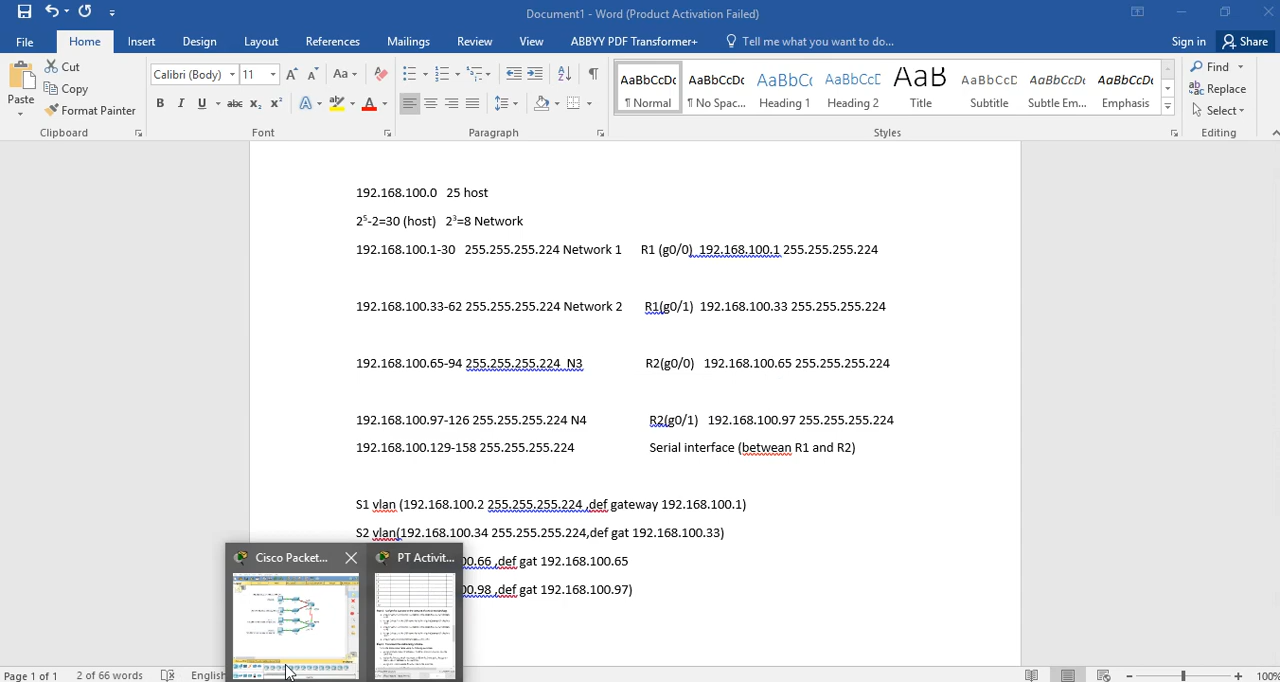 Document1 - Word (Product Activation Failed)
File Home Insert Design Layout References Mailings Review View ABBYY PDF Transformer+ Tell me what you want to do... Sign in Share
Paste Cut Copy Format Painter
Calibri (Body) 11
AaBbCcDc AaBbCcDc AaBbC( AaBbCcE AaB AaBbCcD AaBbCcDc AaBbCcDc
¶ Normal ¶ No Spac... Heading 1 Heading 2 Title Subtitle Subtle Em... Emphasis
Find Replace Select
Clipboard Font Paragraph Styles Editing
192.168.100.0 25 host
2⁵-2=30 (host) 2³=8 Network
192.168.100.1-30 255.255.255.224 Network 1 R1 (g0/0) 192.168.100.1 255.255.255.224
192.168.100.33-62 255.255.255.224 Network 2 R1(g0/1) 192.168.100.33 255.255.255.224
192.168.100.65-94 255.255.255.224 N3 R2(g0/0) 192.168.100.65 255.255.255.224
192.168.100.97-126 255.255.255.224 N4 R2(g0/1) 192.168.100.97 255.255.255.224
192.168.100.129-158 255.255.255.224 Serial interface (betwean R1 and R2)
S1 vlan (192.168.100.2 255.255.255.224 ,def gateway 192.168.100.1)
S2 vlan(192.168.100.34 255.255.255.224,def gat 192.168.100.33)
00.66 ,def gat 192.168.100.65
00.98 ,def gat 192.168.100.97)
Cisco Packet... PT Activit...
Page 1 of 1 2 of 66 words English 100%